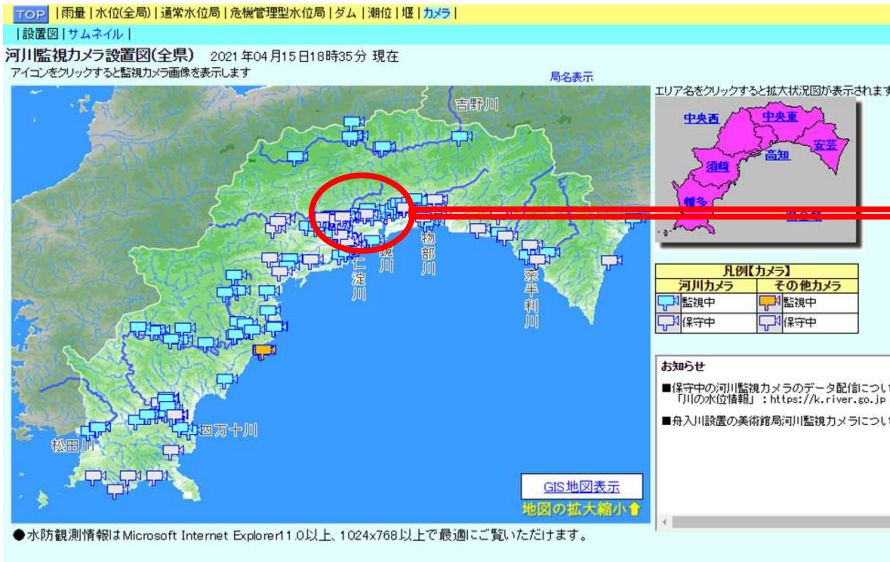 TOP | 雨量 | 水位(全局) | 通常水位局 | 危機管理型水位局 | ダム | 潮位 | 堰 | カメラ |
| 設置図 | サムネイル |
河川監視カメラ設置図(全県) 2021年04月15日18時35分 現在
アイコンをクリックすると監視カメラ画像を表示します
局名表示
エリア名をクリックすると拡大状況図が表示されます
吉野川
中央西
中央東
安芸
高知
須崎
幡多
物部川
鏡川
仁淀川
奈半利川
凡例【カメラ】
河川カメラ その他カメラ
監視中 監視中
保守中 保守中
お知らせ
■保守中の河川監視カメラのデータ配信につい
「川の水位情報」:https://k.river.go.jp
■舟入川設置の美術館局河川監視カメラについ
四万十川
松田川
GIS地図表示
地図の拡大縮小⬆
●水防観測情報はMicrosoft Internet Explorer11.0以上、1024x768以上で最適にご覧いただけます。